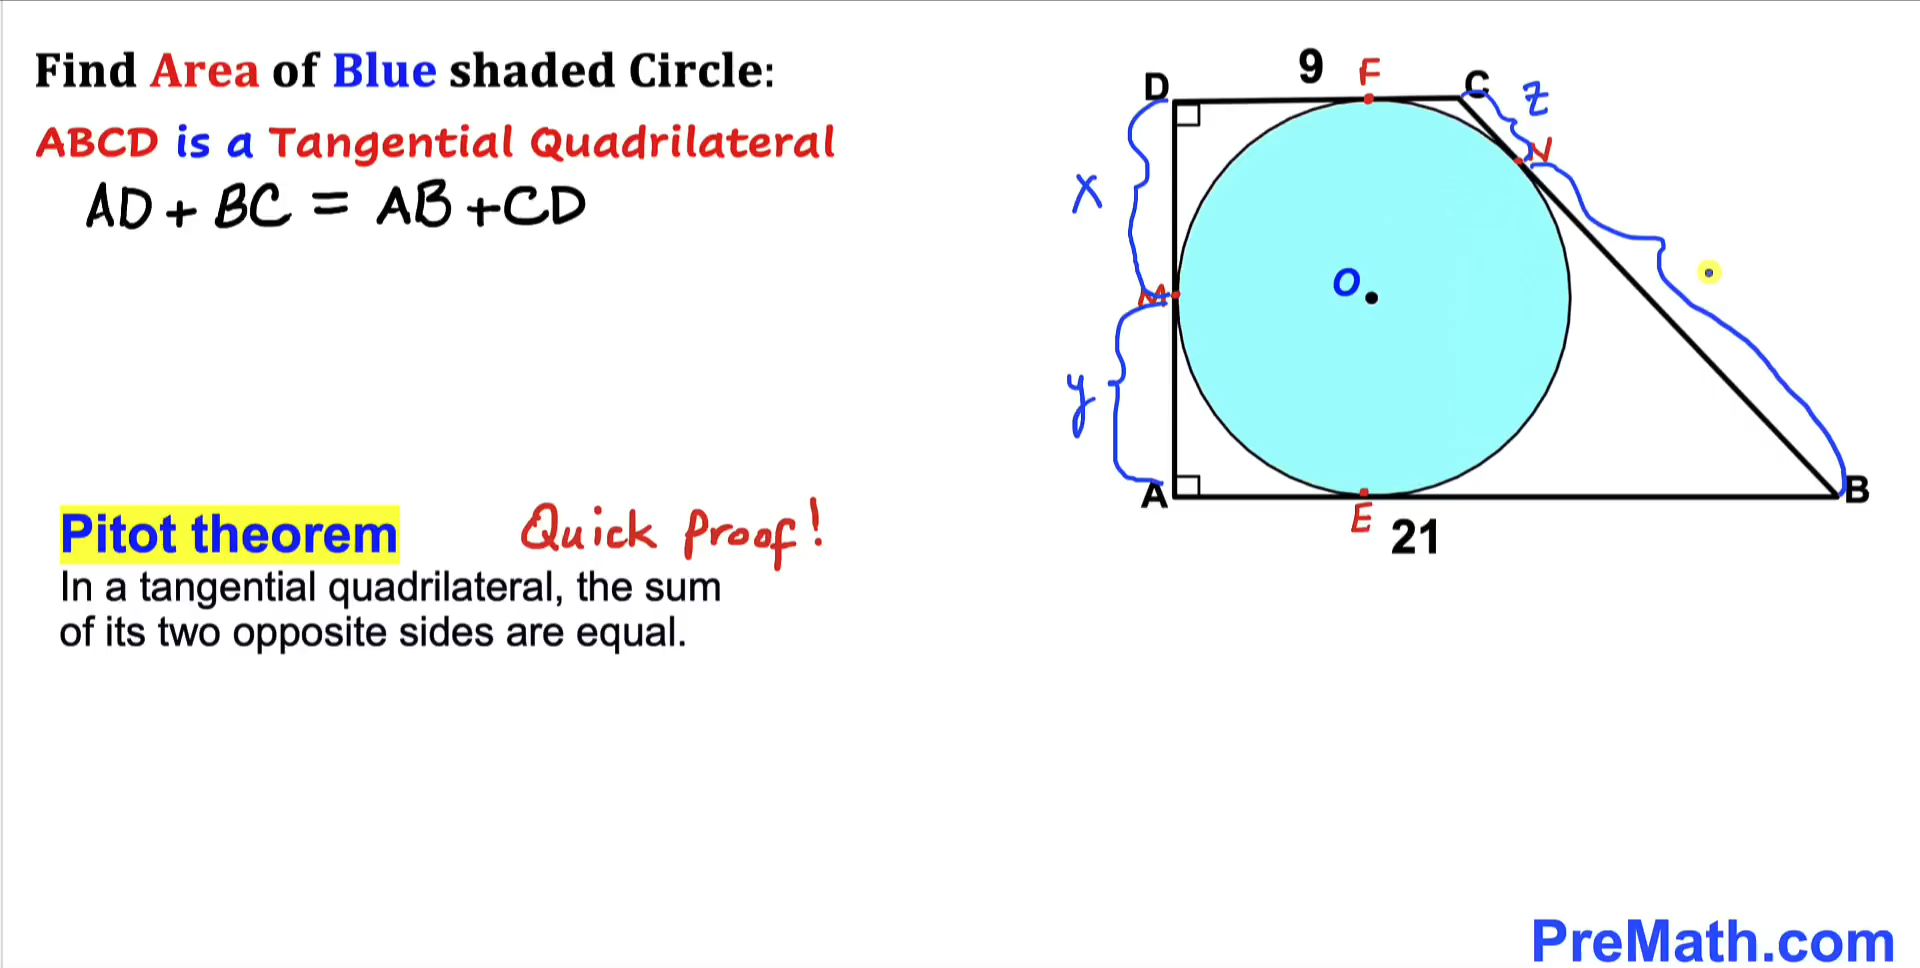 Find Area of Blue shaded Circle:
ABCD is a Tangential Quadrilateral
AD + BC = AB + CD
9
F
D
C
z
N
x
O
M
y
A
B
E
21
Pitot theorem
Quick Proof!
In a tangential quadrilateral, the sum
of its two opposite sides are equal.
PreMath.com